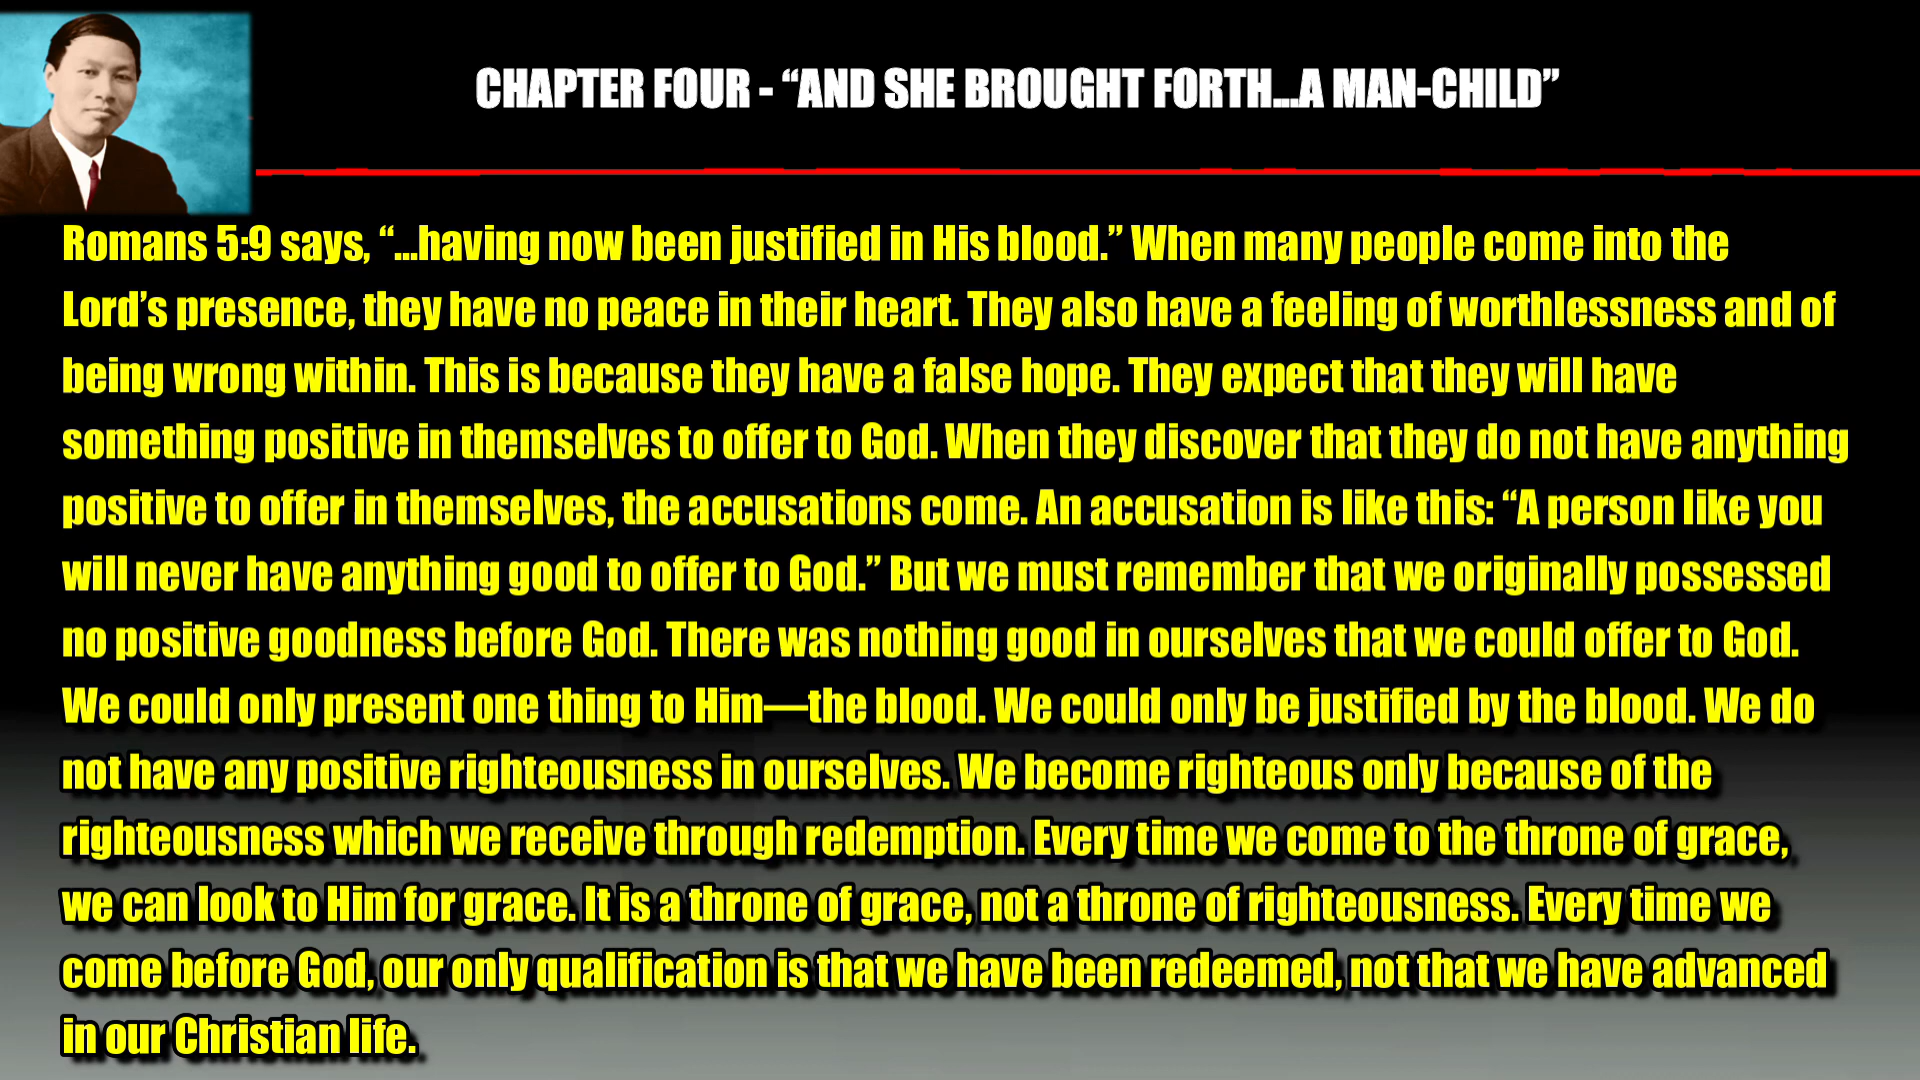 CHAPTER FOUR - “AND SHE BROUGHT FORTH...A MAN-CHILD”
Romans 5:9 says, “...having now been justified in His blood.” When many people come into the
Lord’s presence, they have no peace in their heart. They also have a feeling of worthlessness and of
being wrong within. This is because they have a false hope. They expect that they will have
something positive in themselves to offer to God. When they discover that they do not have anything
positive to offer in themselves, the accusations come. An accusation is like this: “A person like you
will never have anything good to offer to God.” But we must remember that we originally possessed
no positive goodness before God. There was nothing good in ourselves that we could offer to God.
We could only present one thing to Him—the blood. We could only be justified by the blood. We do
not have any positive righteousness in ourselves. We become righteous only because of the
righteousness which we receive through redemption. Every time we come to the throne of grace,
we can look to Him for grace. It is a throne of grace, not a throne of righteousness. Every time we
come before God, our only qualification is that we have been redeemed, not that we have advanced
in our Christian life.